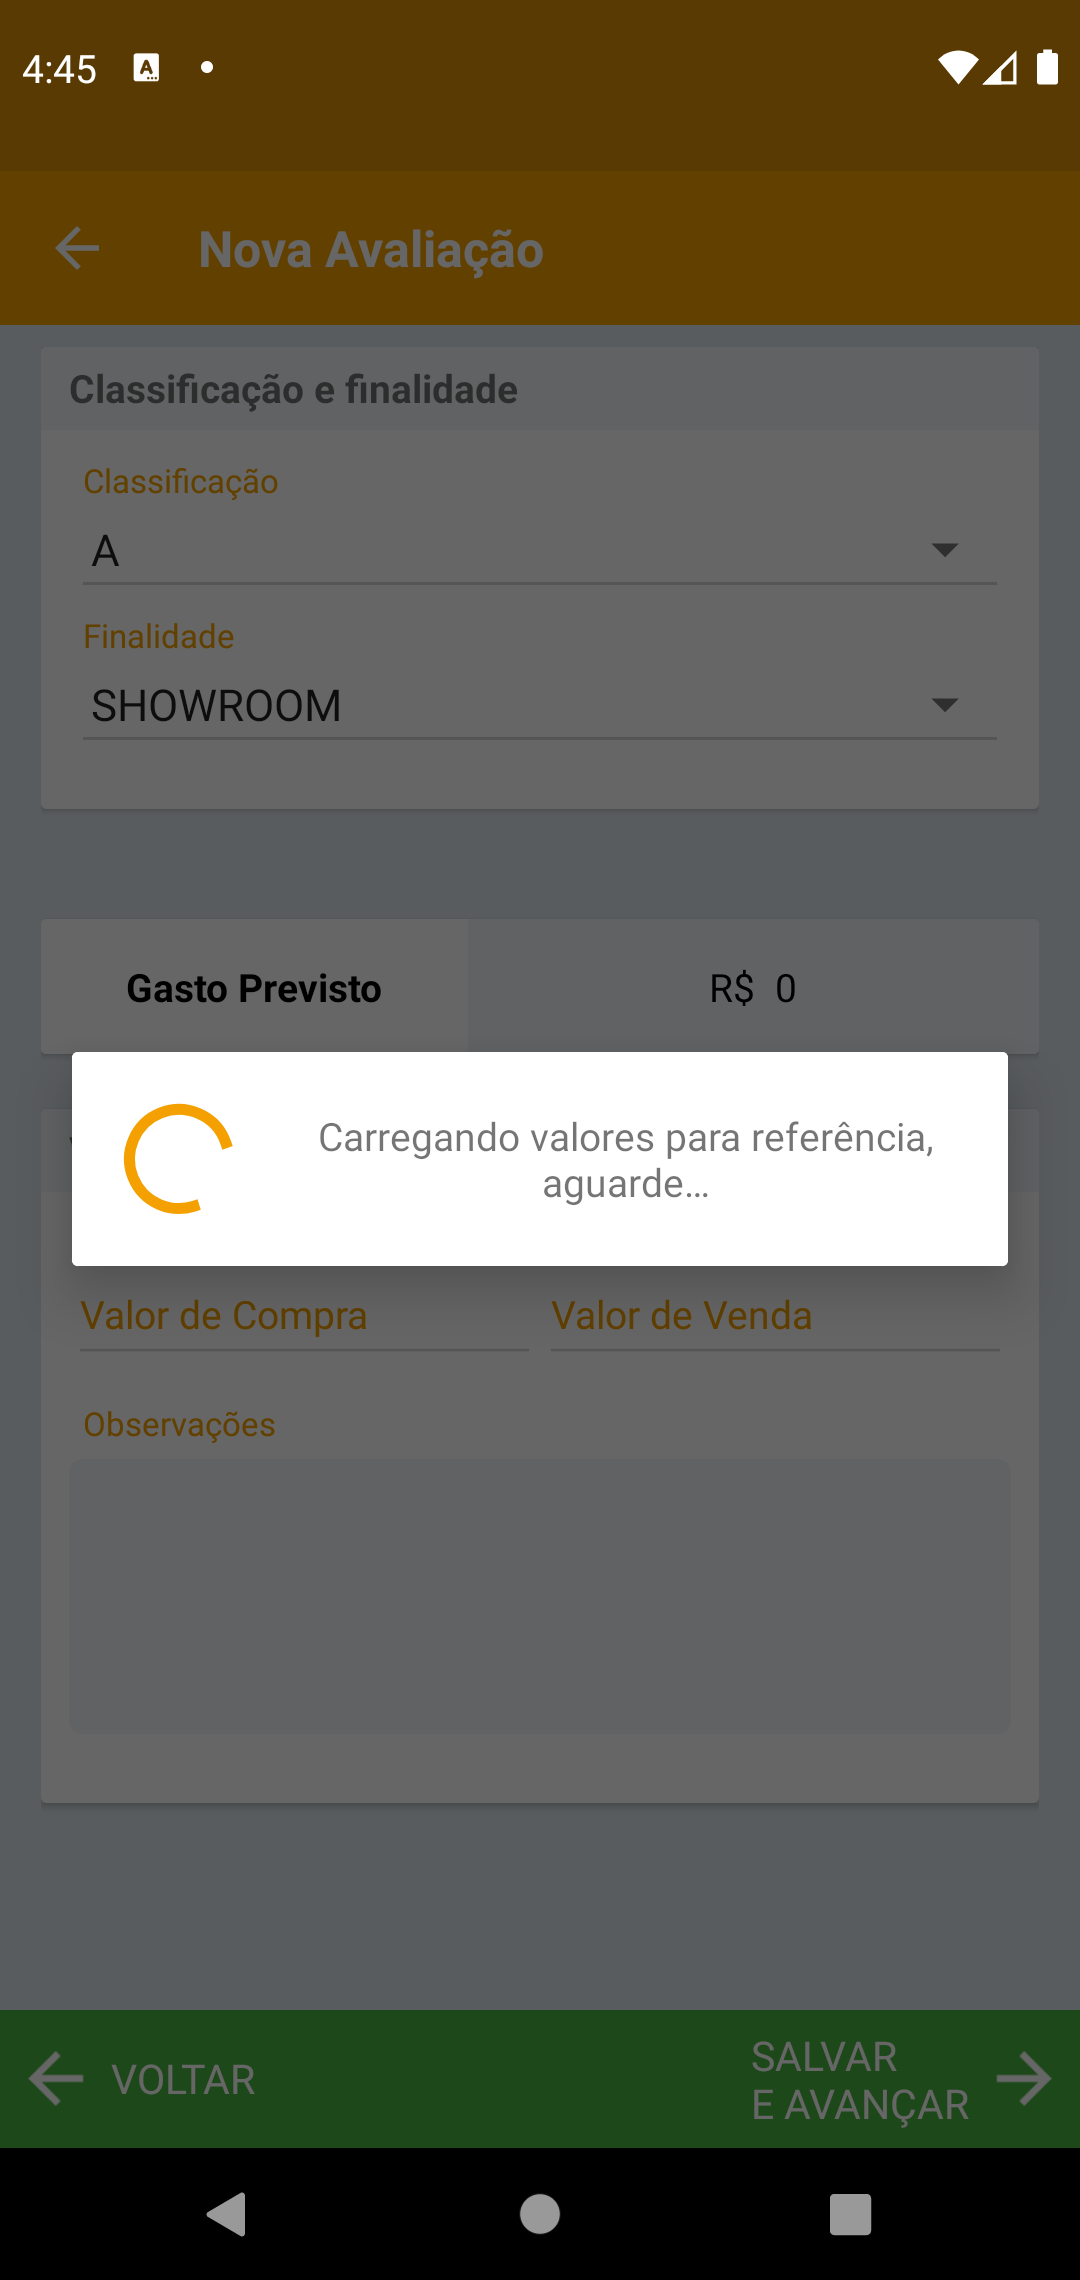 4:45
Nova Avaliação
Classificação e finalidade
Classificação
A
Finalidade
SHOWROOM
Gasto Previsto
R$ 0
Carregando valores para referência,
aguarde...
Valor de Compra
Valor de Venda
Observações
VOLTAR
SALVAR
E AVANÇAR